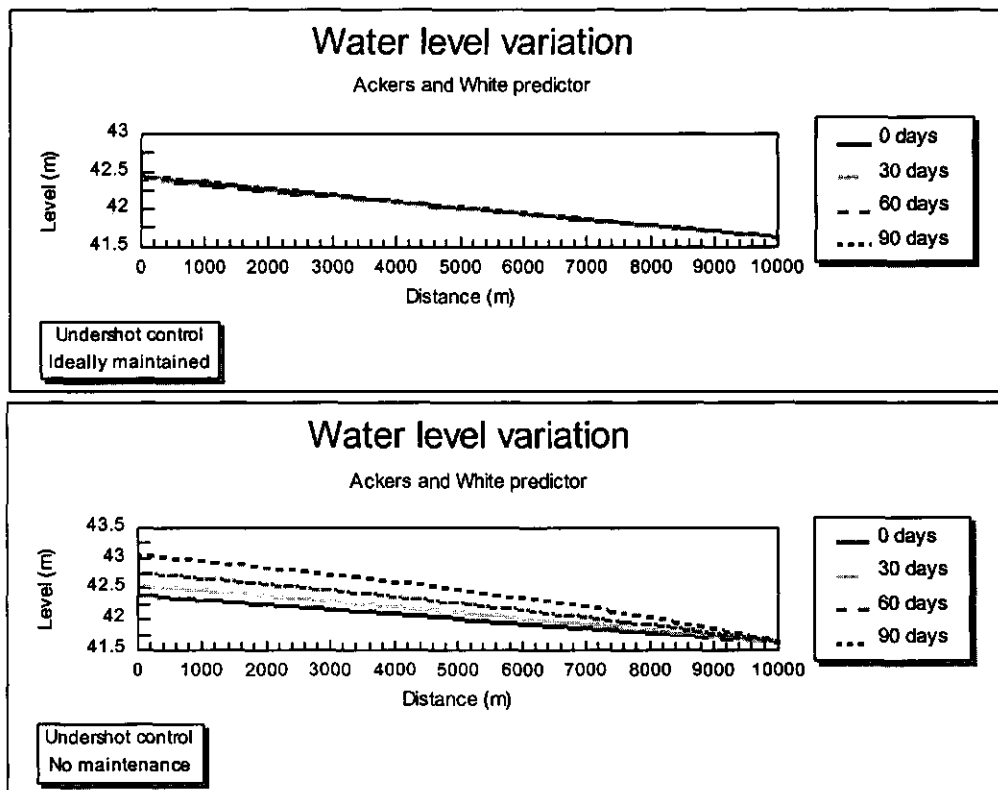 Water level variation
Ackers and White predictor
Level (m)
43
42.5
42
41.5
0 1000 2000 3000 4000 5000 6000 7000 8000 9000 10000
Distance (m)
0 days
30 days
60 days
90 days
Undershot control
Ideally maintained
Water level variation
Ackers and White predictor
Level (m)
43.5
43
42.5
42
41.5
0 1000 2000 3000 4000 5000 6000 7000 8000 9000 10000
Distance (m)
0 days
30 days
60 days
90 days
Undershot control
No maintenance